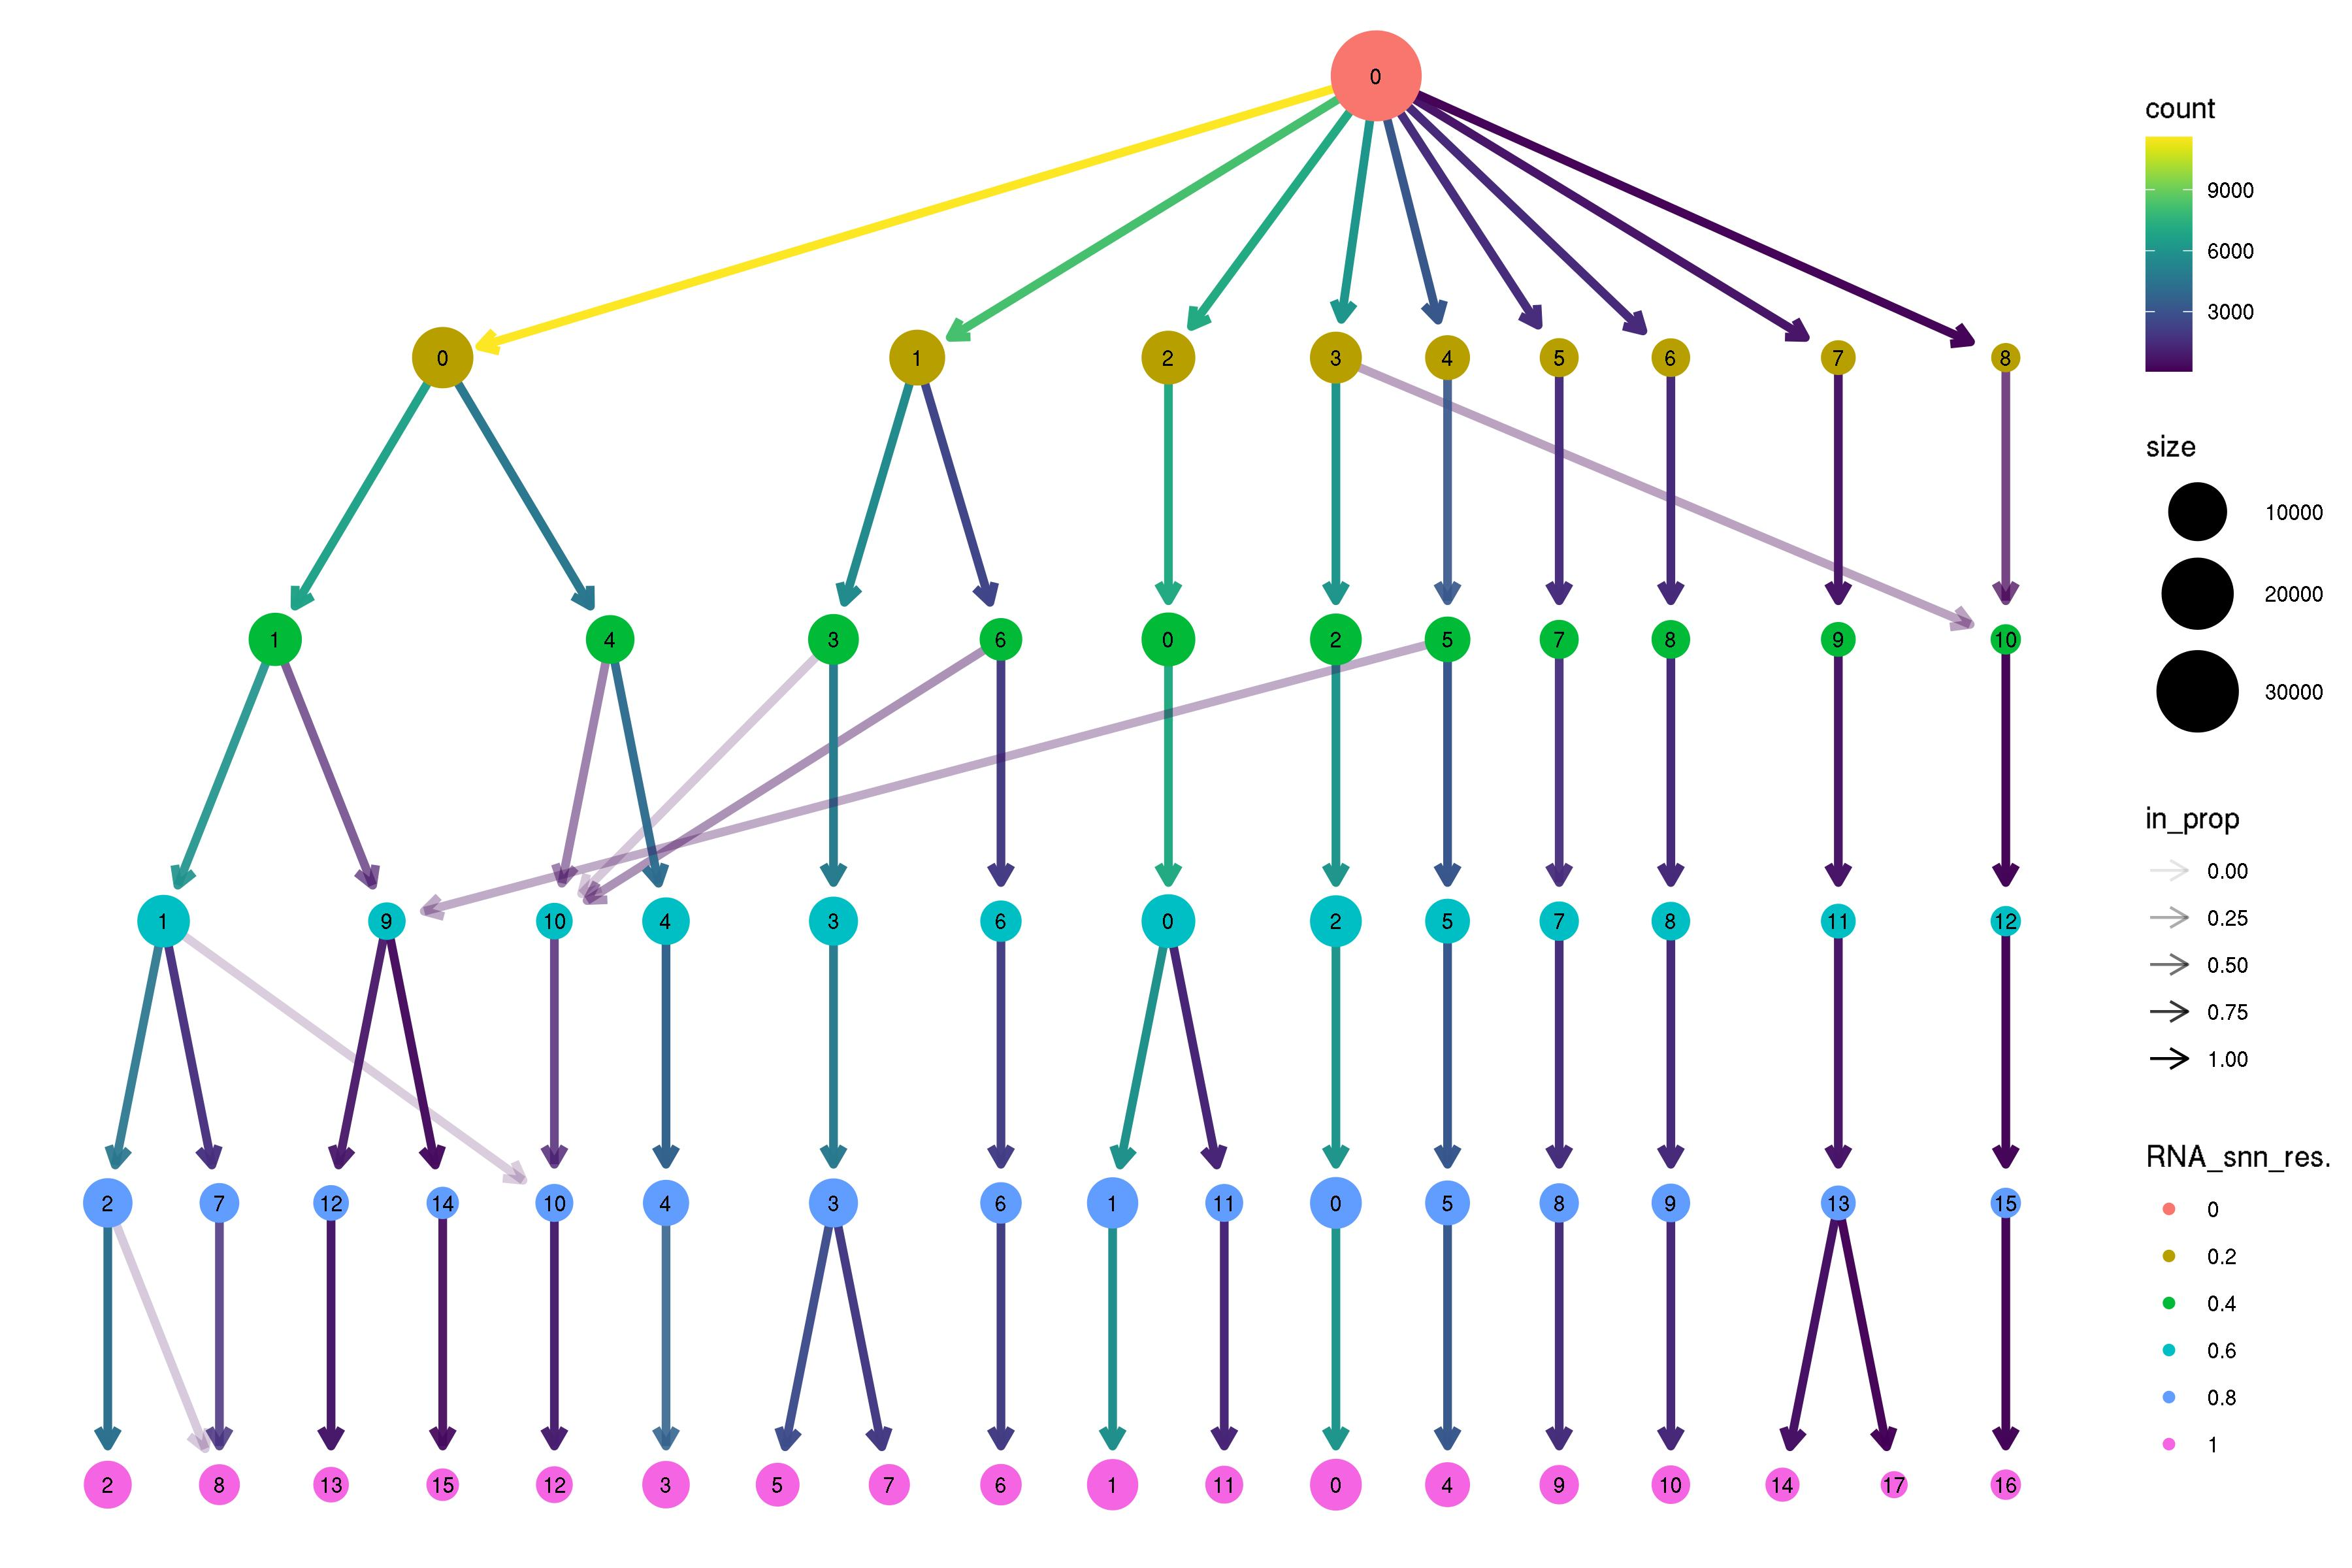 0
0 1 2 3 4 5 6 7 8
1 4 3 6 0 2 5 7 8 9 10
1 9 10 4 3 6 0 2 5 7 8 11 12
2 7 12 14 10 4 3 6 1 11 0 5 8 9 13 15
2 8 13 15 12 3 5 7 6 1 11 0 4 9 10 14 17 16
count
9000
6000
3000
size
10000
20000
30000
in_prop
0.00
0.25
0.50
0.75
1.00
RNA_snn_res.
0
0.2
0.4
0.6
0.8
1